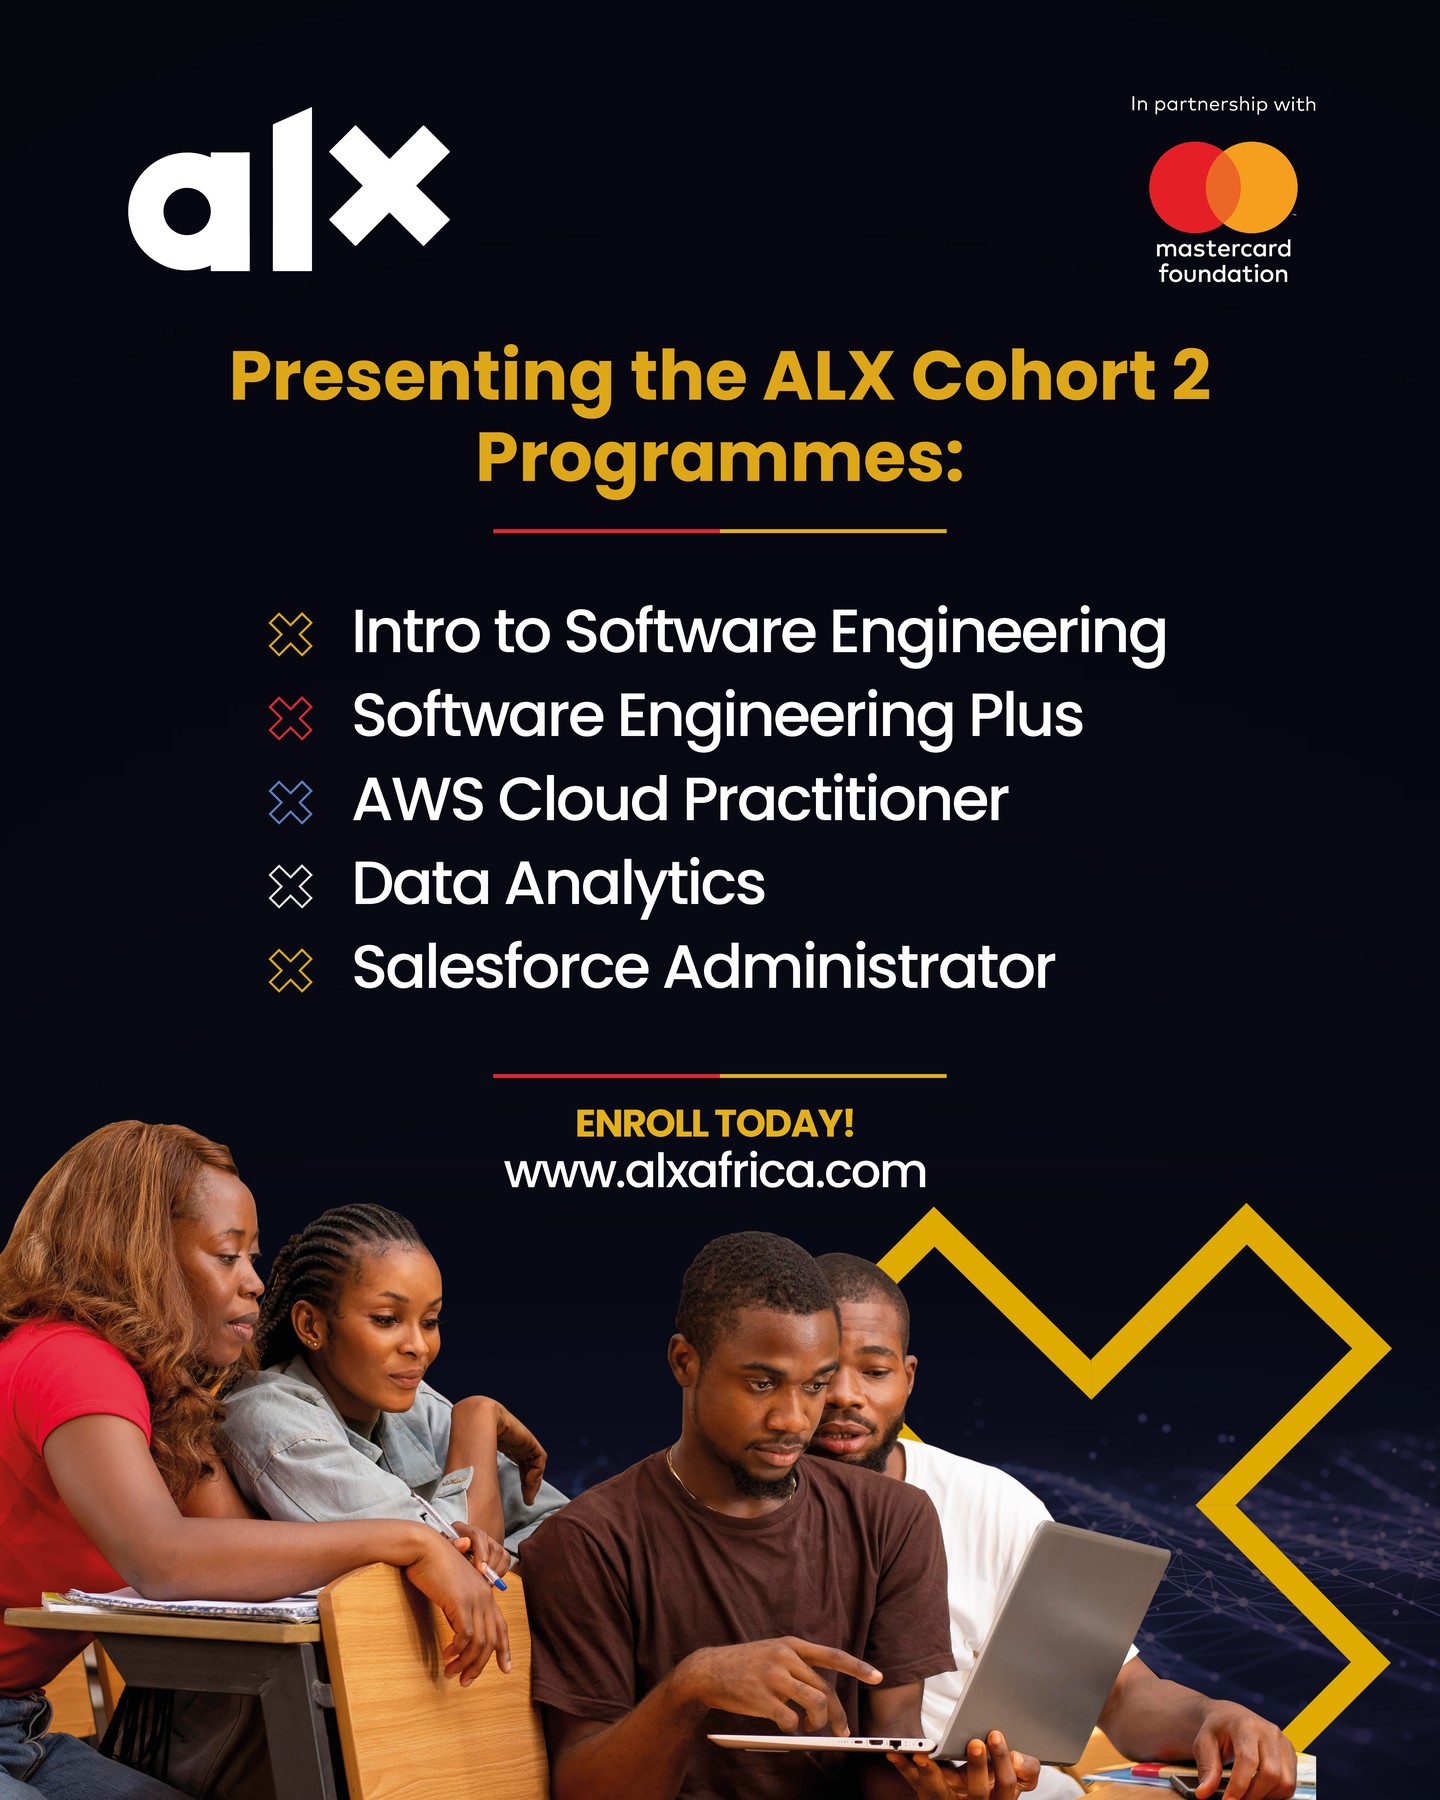 alx
In partnership with
mastercard
foundation
Presenting the ALX Cohort 2
Programmes:
Intro to Software Engineering
Software Engineering Plus
AWS Cloud Practitioner
Data Analytics
Salesforce Administrator
ENROLL TODAY!
www.alxafrica.com